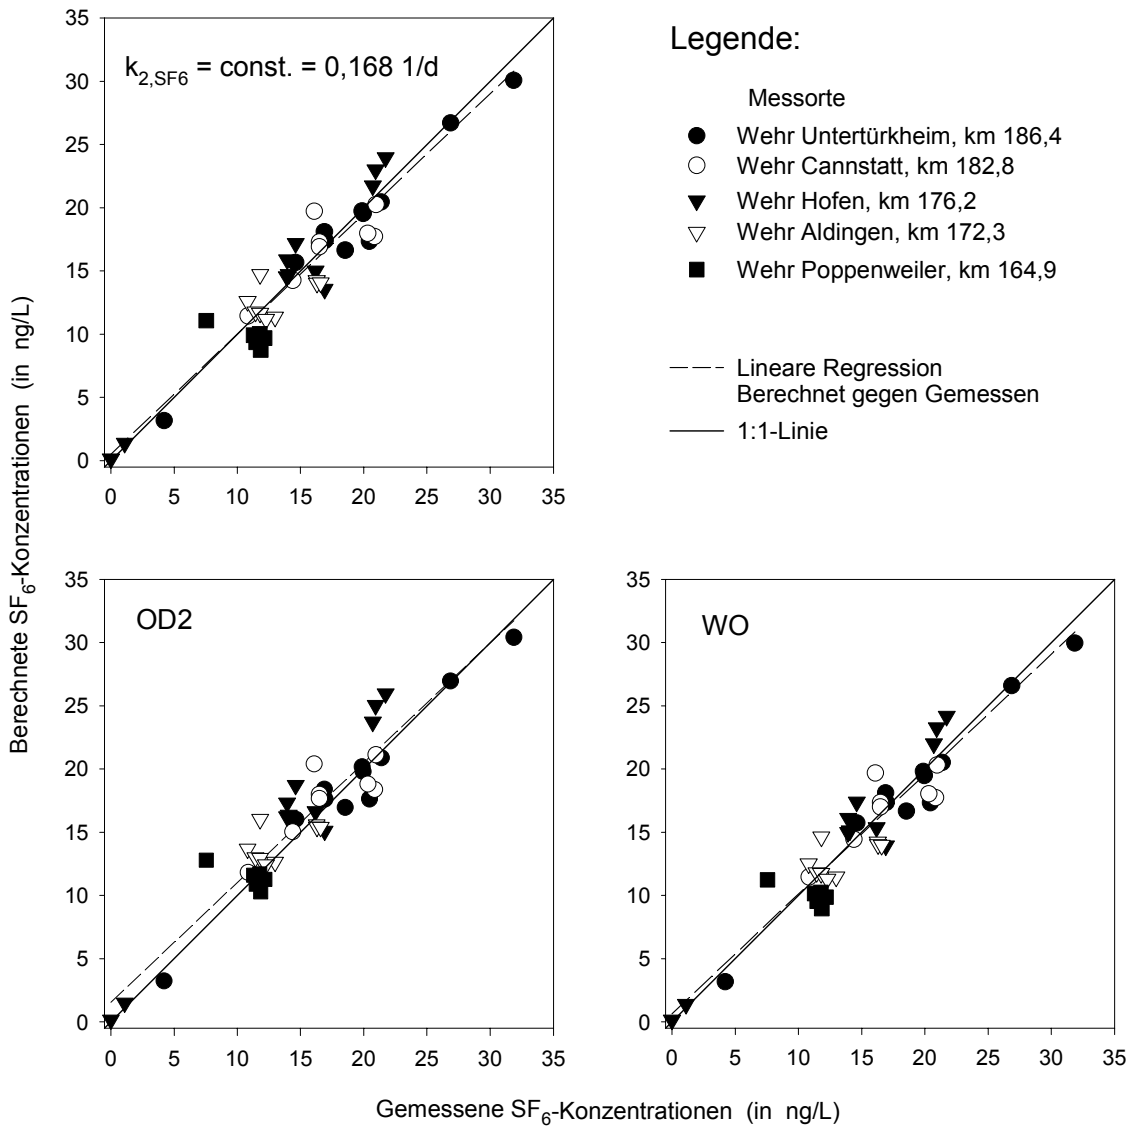 k2,SF6 = const. = 0,168 1/d
35
30
25
20
15
10
5
0
0 5 10 15 20 25 30 35
Legende:
Messorte
Wehr Untertürkheim, km 186,4
Wehr Cannstatt, km 182,8
Wehr Hofen, km 176,2
Wehr Aldingen, km 172,3
Wehr Poppenweiler, km 164,9
Lineare Regression
Berechnet gegen Gemessen
1:1-Linie
Berechnete SF6-Konzentrationen (in ng/L)
OD2
35
30
25
20
15
10
5
0
0 5 10 15 20 25 30 35
WO
35
30
25
20
15
10
5
0
0 5 10 15 20 25 30 35
Gemessene SF6-Konzentrationen (in ng/L)